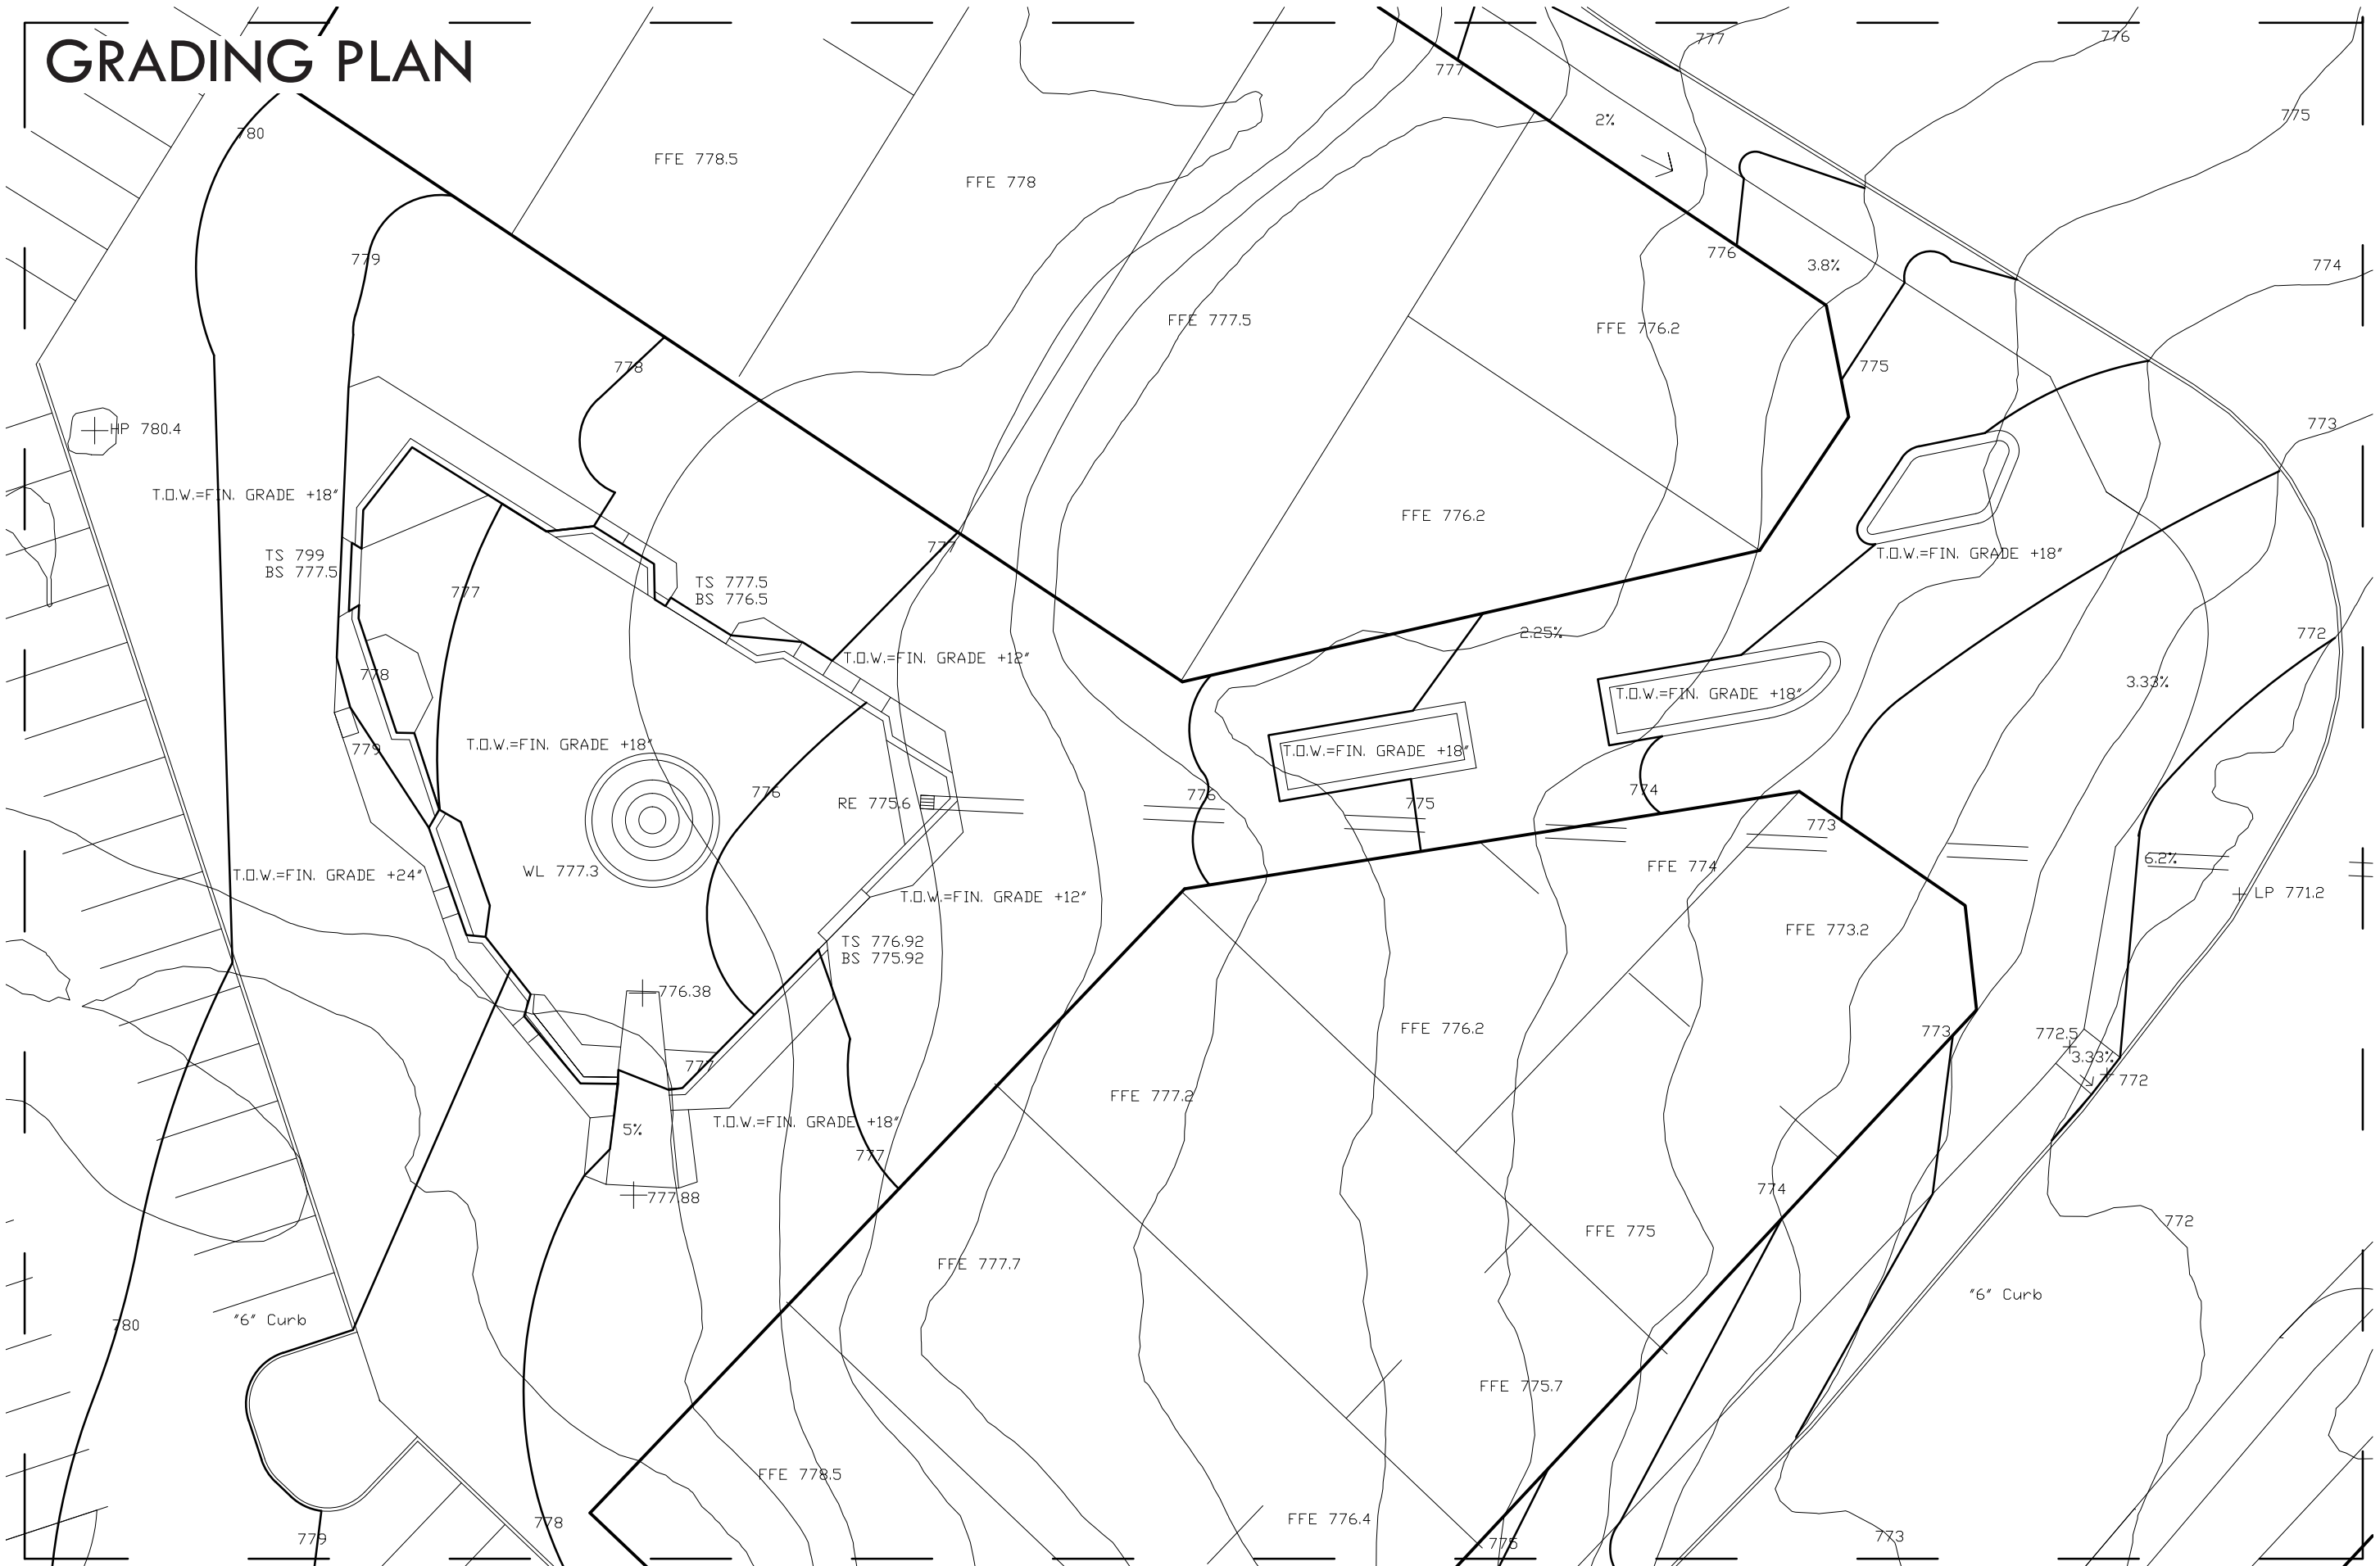 GRADING PLAN
777
776
777
775
2%
780
FFE 778.5
FFE 778
776
779
3.8%
774
FFE 777.5
FFE 776.2
778
775
773
HP 780.4
T.O.W.=FIN. GRADE +18"
FFE 776.2
777
TS 799
BS 777.5
T.O.W.=FIN. GRADE +18"
TS 777.5
BS 776.5
777
2.25%
772
T.O.W.=FIN. GRADE +12"
778
3.33%
T.O.W.=FIN. GRADE +18"
779
T.O.W.=FIN. GRADE +18"
T.O.W.=FIN. GRADE +18"
776
RE 775.6
776
775
774
773
6.2%
T.O.W.=FIN. GRADE +24"
WL 777.3
FFE 774
LP 771.2
T.O.W.=FIN. GRADE +12"
FFE 773.2
TS 776.92
BS 775.92
776.38
FFE 776.2
773
772.5
3.33%
772
777
FFE 777.2
5%
T.O.W.=FIN. GRADE +18"
777
774
777.88
FFE 775
772
FFE 777.7
"6" Curb
780
"6" Curb
FFE 775.7
FFE 778.5
778
FFE 776.4
779
775
773